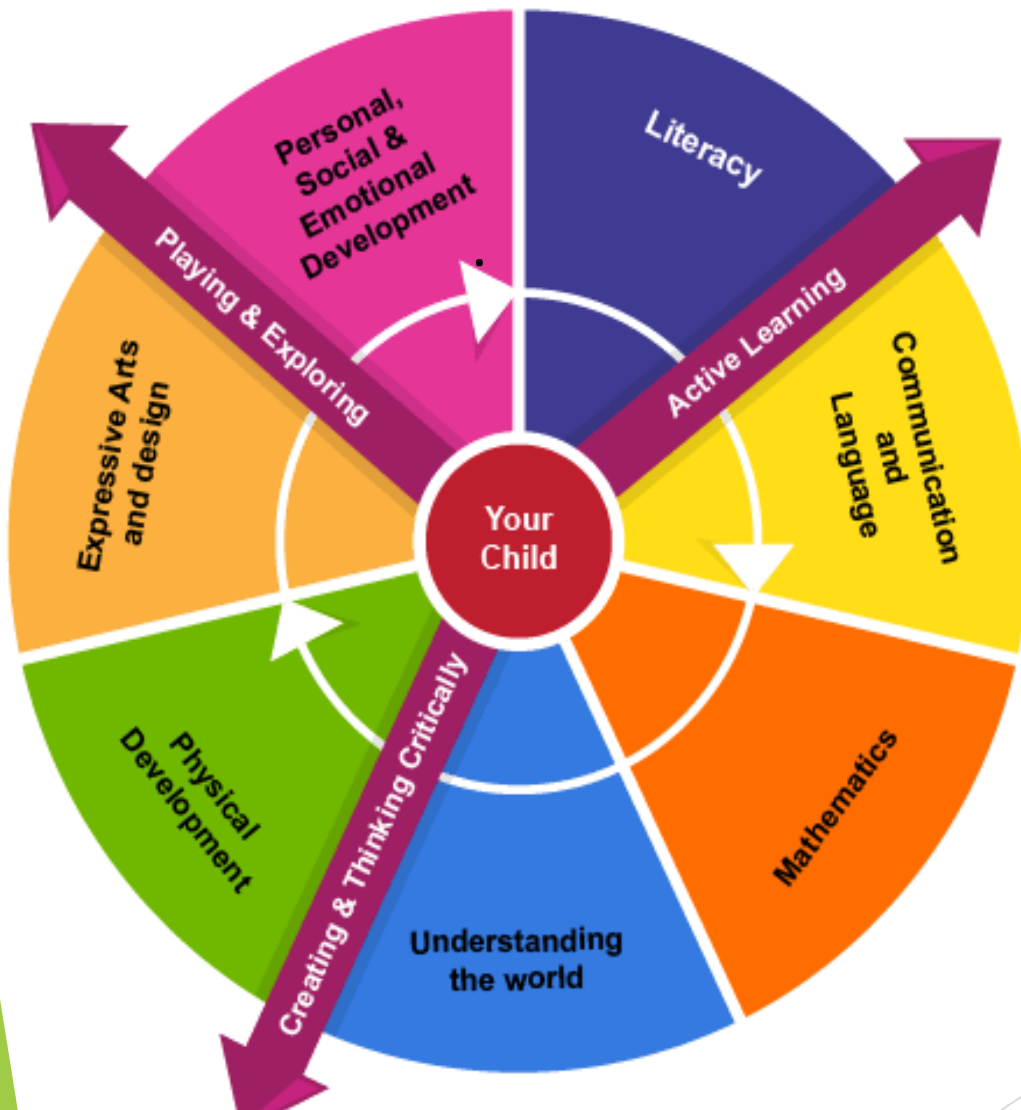 Personal,
Social &
Emotional
Development
Literacy
Playing & Exploring
Active Learning
Expressive Arts
and design
Communication
and
Language
Your
Child
Physical
Development
Creating & Thinking Critically
Mathematics
Understanding
the world